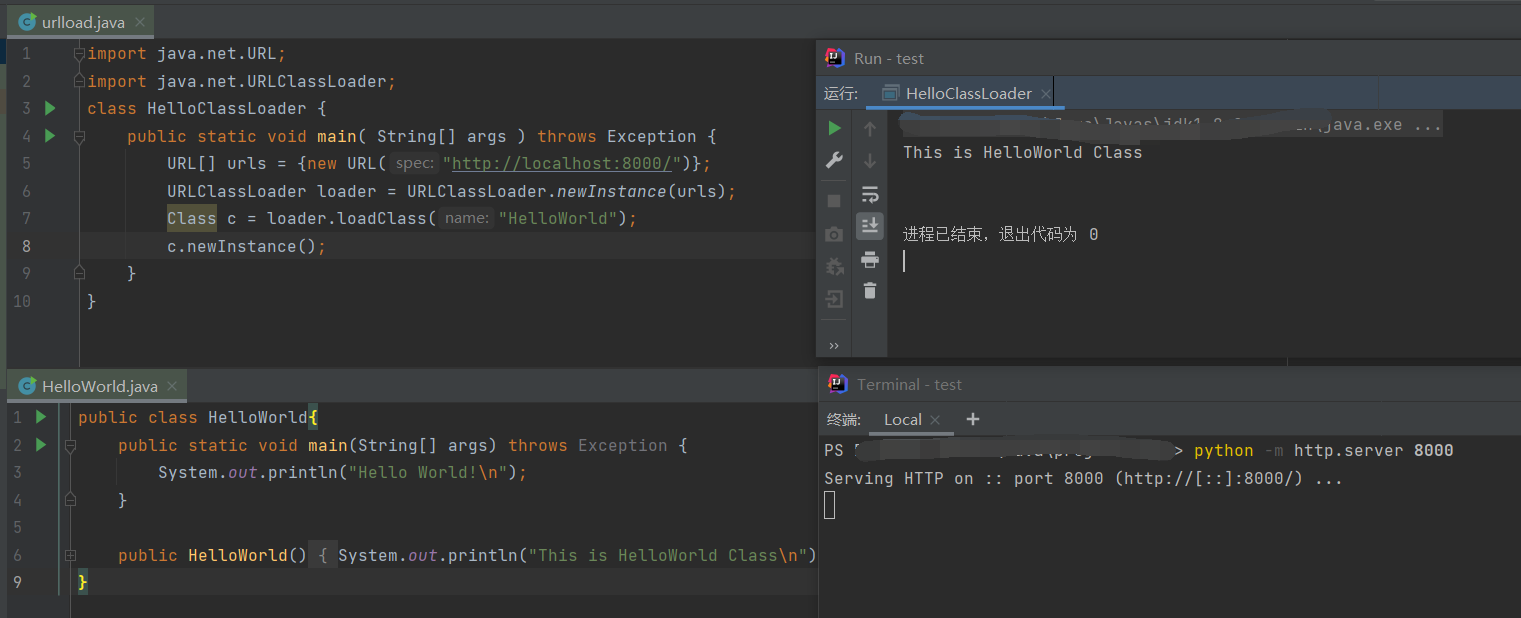 urlload.java
1 import java.net.URL;
2 import java.net.URLClassLoader;
3 class HelloClassLoader {
4 public static void main( String[] args ) throws Exception {
5 URL[] urls = {new URL( spec: "http://localhost:8000/")};
6 URLClassLoader loader = URLClassLoader.newInstance(urls);
7 Class c = loader.loadClass( name: "HelloWorld");
8 c.newInstance();
9 }
10 }
Run - test
运行: HelloClassLoader
\java.exe ...
This is HelloWorld Class
进程已结束，退出代码为 0
HelloWorld.java
1 public class HelloWorld{
2 public static void main(String[] args) throws Exception {
3 System.out.println("Hello World!\n");
4 }
5
6 public HelloWorld() { System.out.println("This is HelloWorld Class\n")
9 }
Terminal - test
终端: Local
PS > python -m http.server 8000
Serving HTTP on :: port 8000 (http://[::]:8000/) ...